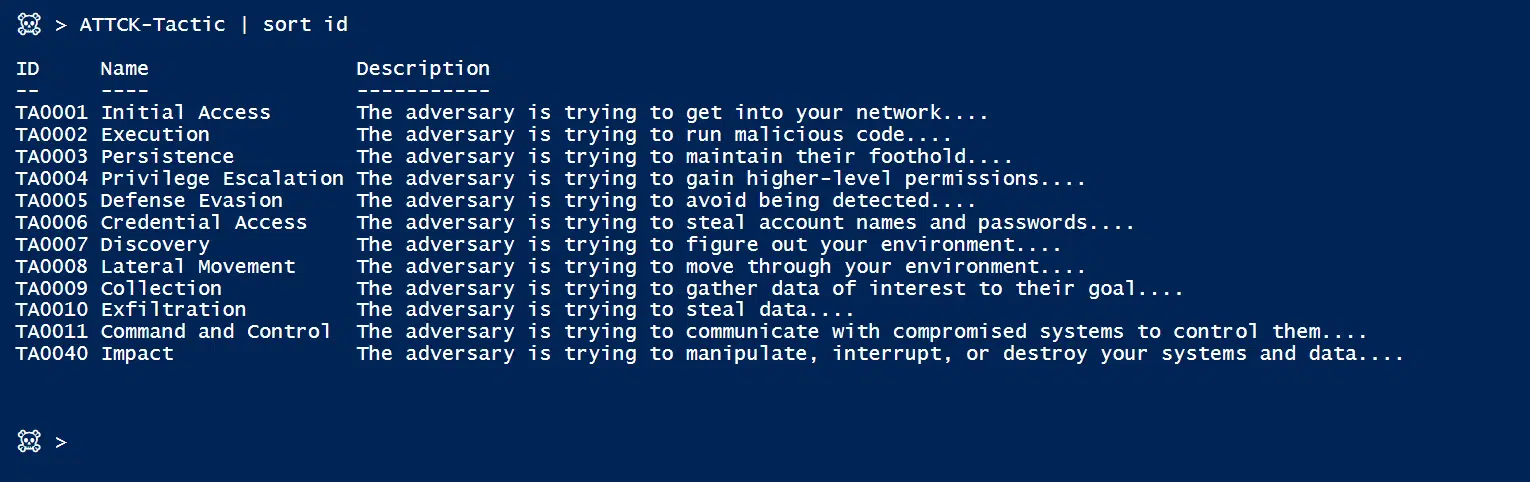 ☠ > ATTCK-Tactic | sort id
ID     Name                 Description
--     ----                 -----------
TA0001 Initial Access       The adversary is trying to get into your network....
TA0002 Execution            The adversary is trying to run malicious code....
TA0003 Persistence          The adversary is trying to maintain their foothold....
TA0004 Privilege Escalation The adversary is trying to gain higher-level permissions....
TA0005 Defense Evasion      The adversary is trying to avoid being detected....
TA0006 Credential Access    The adversary is trying to steal account names and passwords....
TA0007 Discovery            The adversary is trying to figure out your environment....
TA0008 Lateral Movement     The adversary is trying to move through your environment....
TA0009 Collection           The adversary is trying to gather data of interest to their goal....
TA0010 Exfiltration         The adversary is trying to steal data....
TA0011 Command and Control  The adversary is trying to communicate with compromised systems to control them....
TA0040 Impact               The adversary is trying to manipulate, interrupt, or destroy your systems and data....
☠ >